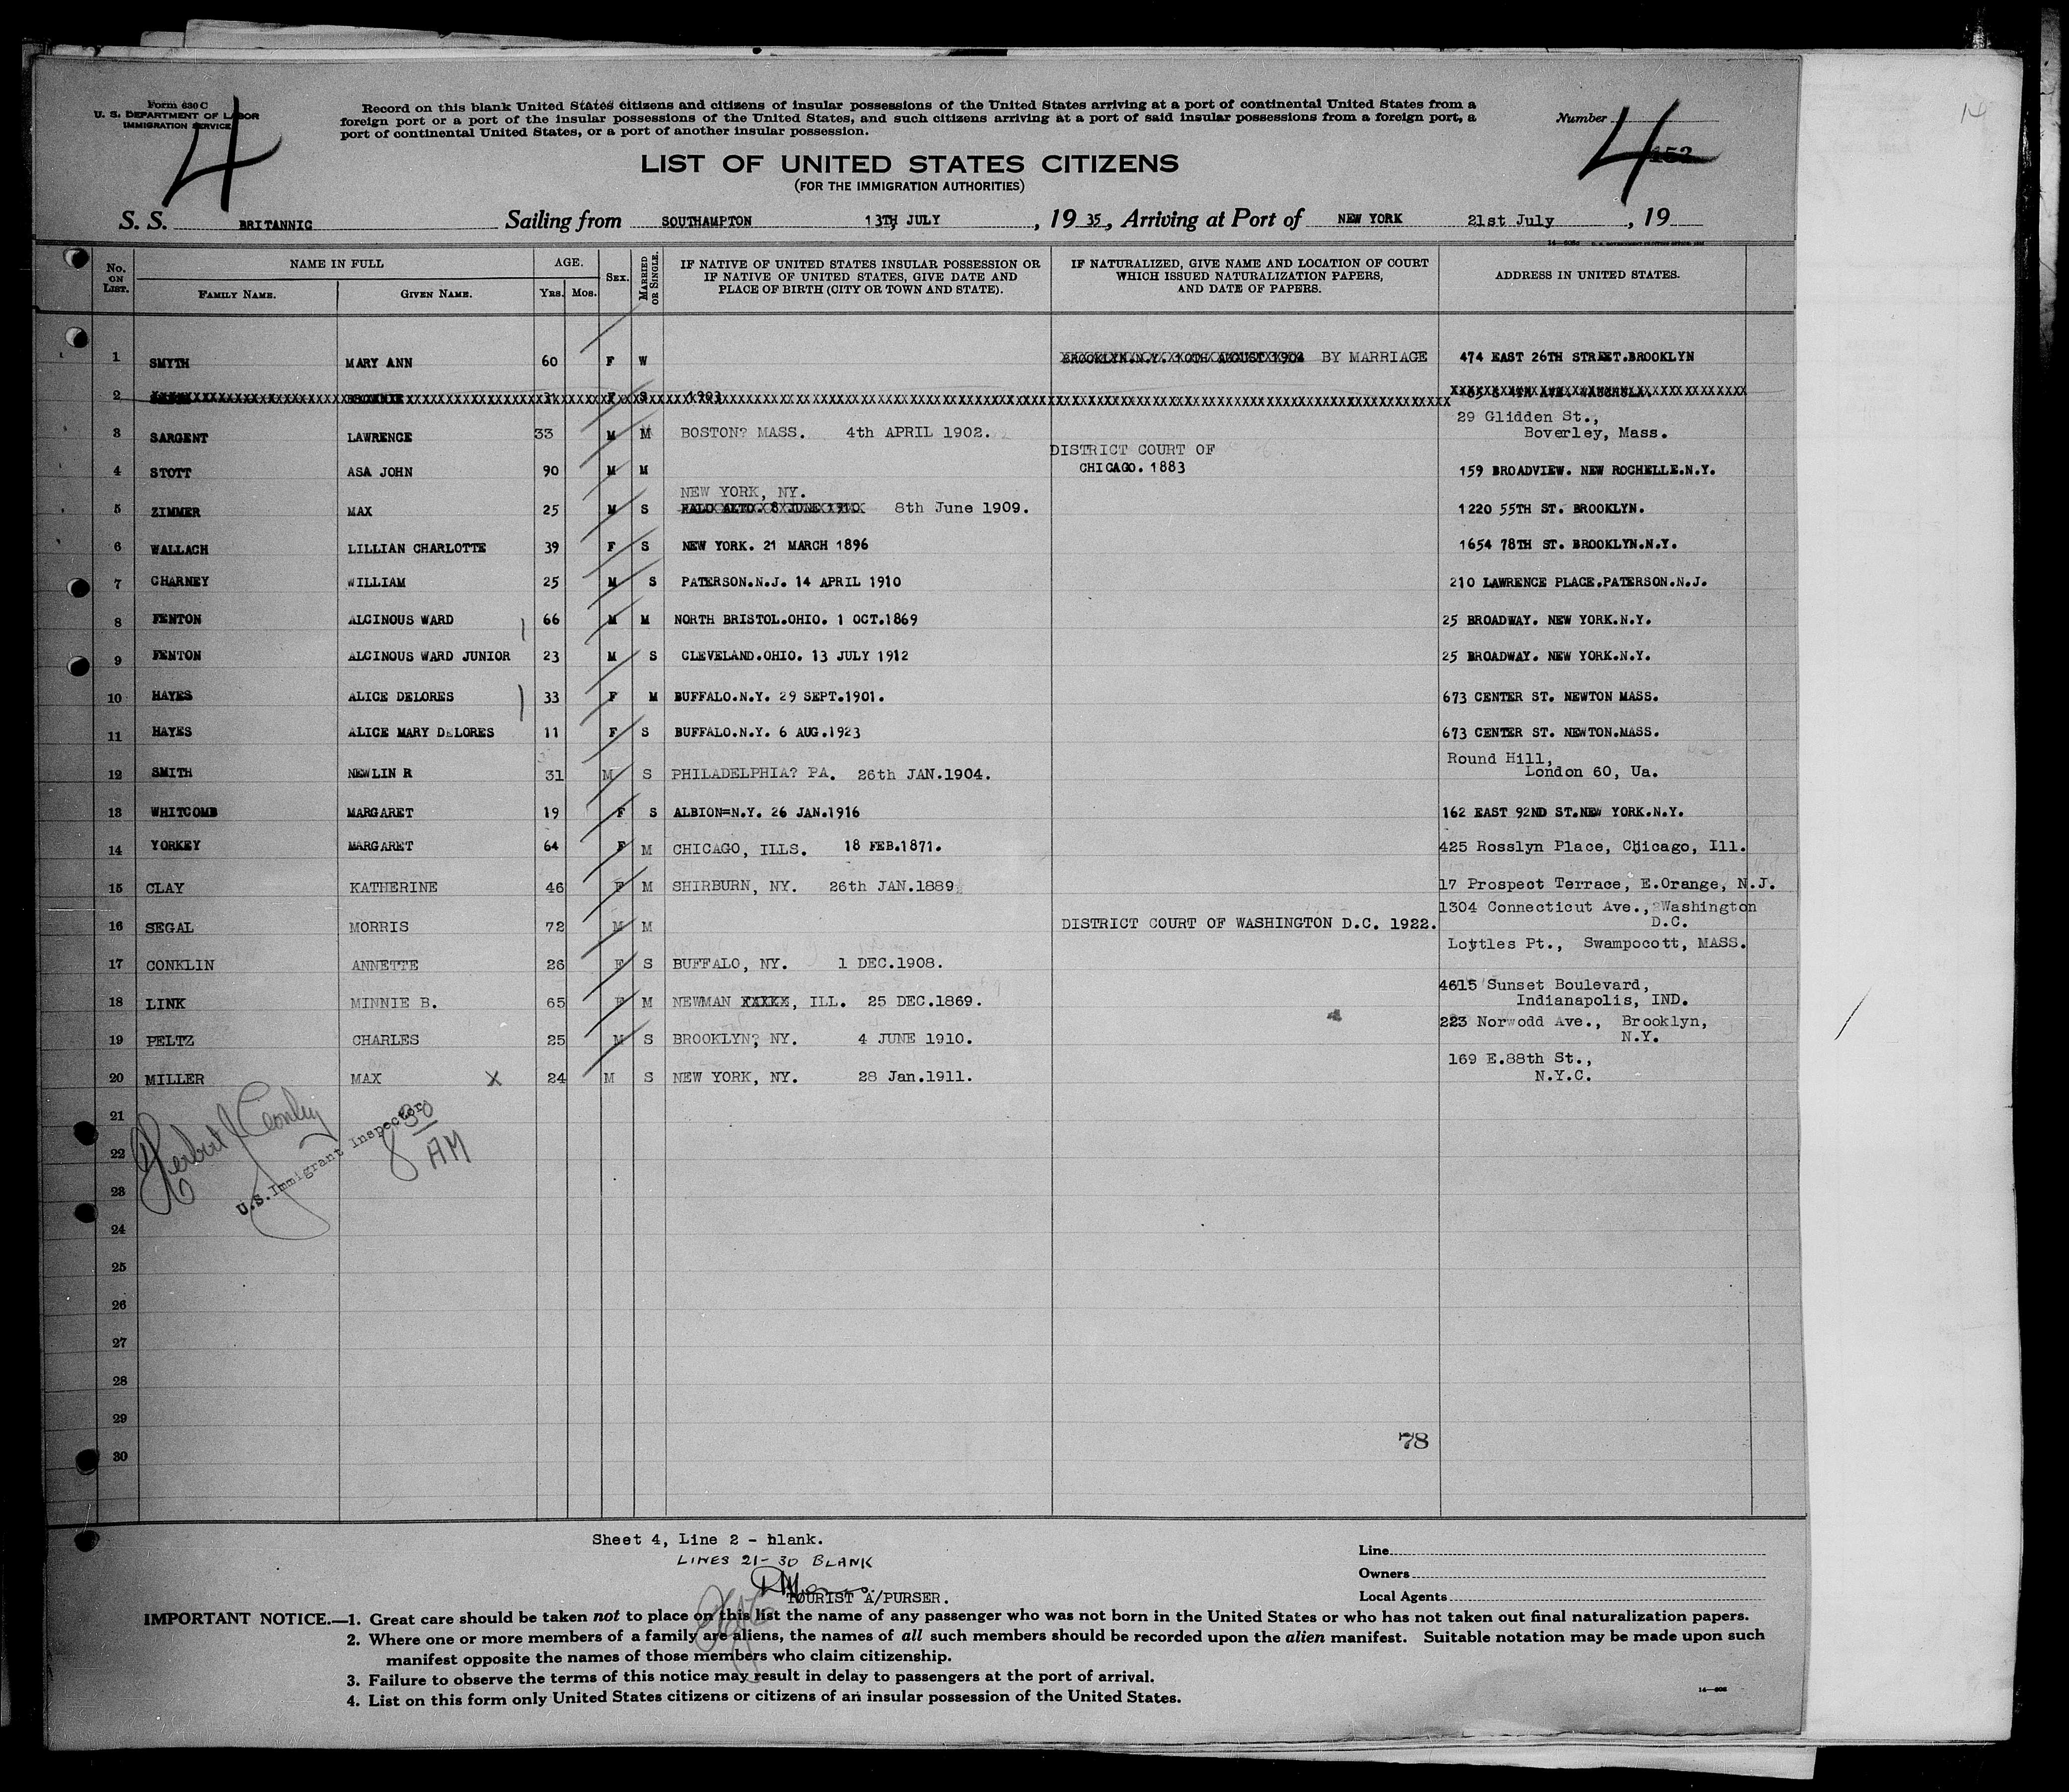 Form 630 C
U. S. DEPARTMENT OF LABOR
IMMIGRATION SERVICE
4
Record on this blank United States citizens and citizens of insular possessions of the United States arriving at a port of continental United States from a
foreign port or a port of the insular possessions of the United States, and such citizens arriving at a port of said insular possessions from a foreign port, a
port of continental United States, or a port of another insular possession.
Number
4
152
LIST OF UNITED STATES CITIZENS
(FOR THE IMMIGRATION AUTHORITIES)
S. S. BRITANNIC Sailing from SOUTHAMPTON 13TH JULY, 19 35, Arriving at Port of NEW YORK 21st July, 19
No. ON LIST. NAME IN FULL AGE. SEX. MARRIED OR SINGLE. IF NATIVE OF UNITED STATES INSULAR POSSESSION OR IF NATIVE OF UNITED STATES, GIVE DATE AND PLACE OF BIRTH (CITY OR TOWN AND STATE). IF NATURALIZED, GIVE NAME AND LOCATION OF COURT WHICH ISSUED NATURALIZATION PAPERS, AND DATE OF PAPERS. ADDRESS IN UNITED STATES.
FAMILY NAME. GIVEN NAME. YRS. MOS.
1 SMYTH MARY ANN 60 F W BROOKLYN.N.Y. 10TH AUGUST 1904 BY MARRIAGE 474 EAST 26TH STREET.BROOKLYN
2 31 F S 1903
3 SARGENT LAWRENCE 33 M M BOSTON? MASS. 4th APRIL 1902. 29 Glidden St., Boverley, Mass.
4 STOTT ASA JOHN 90 M M DISTRICT COURT OF CHICAGO. 1883 159 BROADVIEW. NEW ROCHELLE.N.Y.
5 ZIMMER MAX 25 M S NEW YORK, NY. PALO ALTO. 8 JUNE 1910. 8th June 1909. 1220 55TH ST. BROOKLYN.
6 WALLACH LILLIAN CHARLOTTE 39 F S NEW YORK. 21 MARCH 1896 1654 78TH ST. BROOKLYN.N.Y.
7 CHARNEY WILLIAM 25 M S PATERSON.N.J. 14 APRIL 1910 210 LAWRENCE PLACE.PATERSON.N.J.
8 FENTON ALCINOUS WARD 66 M M NORTH BRISTOL.OHIO. 1 OCT.1869 25 BROADWAY. NEW YORK.N.Y.
9 FENTON ALCINOUS WARD JUNIOR 23 M S CLEVELAND.OHIO. 13 JULY 1912 25 BROADWAY. NEW YORK.N.Y.
10 HAYES ALICE DELORES 33 F M BUFFALO.N.Y. 29 SEPT.1901. 673 CENTER ST. NEWTON MASS.
11 HAYES ALICE MARY DELORES 11 F S BUFFALO.N.Y. 6 AUG.1923 673 CENTER ST. NEWTON.MASS.
12 SMITH NEWLIN R 31 M S PHILADELPHIA? PA. 26th JAN.1904. Round Hill, London 60, Ua.
13 WHITCOMB MARGARET 19 F S ALBION=N.Y. 26 JAN.1916 162 EAST 92ND ST.NEW YORK.N.Y.
14 YORKEY MARGARET 64 F M CHICAGO, ILLS. 18 FEB.1871. 425 Rosslyn Place, Chicago, Ill.
15 CLAY KATHERINE 46 F M SHIRBURN, NY. 26th JAN.1889 17 Prospect Terrace, E.Orange, N.J.
16 SEGAL MORRIS 72 M M DISTRICT COURT OF WASHINGTON D.C. 1922. 1304 Connecticut Ave., Washington D.C.
17 CONKLIN ANNETTE 26 F S BUFFALO, NY. 1 DEC.1908. Lottles Pt., Swampocott, MASS.
18 LINK MINNIE B. 65 F M NEWMAN XXXXX, ILL. 25 DEC.1869. 4615 Sunset Boulevard, Indianapolis, IND.
19 PELTZ CHARLES 25 M S BROOKLYN? NY. 4 JUNE 1910. 223 Norwodd Ave., Brooklyn, N.Y.
20 MILLER MAX X 24 M S NEW YORK, NY. 28 Jan.1911. 169 E.88th St., N.Y.C.
21
22
23
24
25
26
27
28
29
30
U.S. Immigrant Inspector
8 30 AM
78
Sheet 4, Line 2 - blank.
LINES 21-30 BLANK
TOURIST A/PURSER.
Line
Owners
Local Agents
IMPORTANT NOTICE.—1. Great care should be taken not to place on this list the name of any passenger who was not born in the United States or who has not taken out final naturalization papers.
2. Where one or more members of a family are aliens, the names of all such members should be recorded upon the alien manifest. Suitable notation may be made upon such
manifest opposite the names of those members who claim citizenship.
3. Failure to observe the terms of this notice may result in delay to passengers at the port of arrival.
4. List on this form only United States citizens or citizens of an insular possession of the United States.